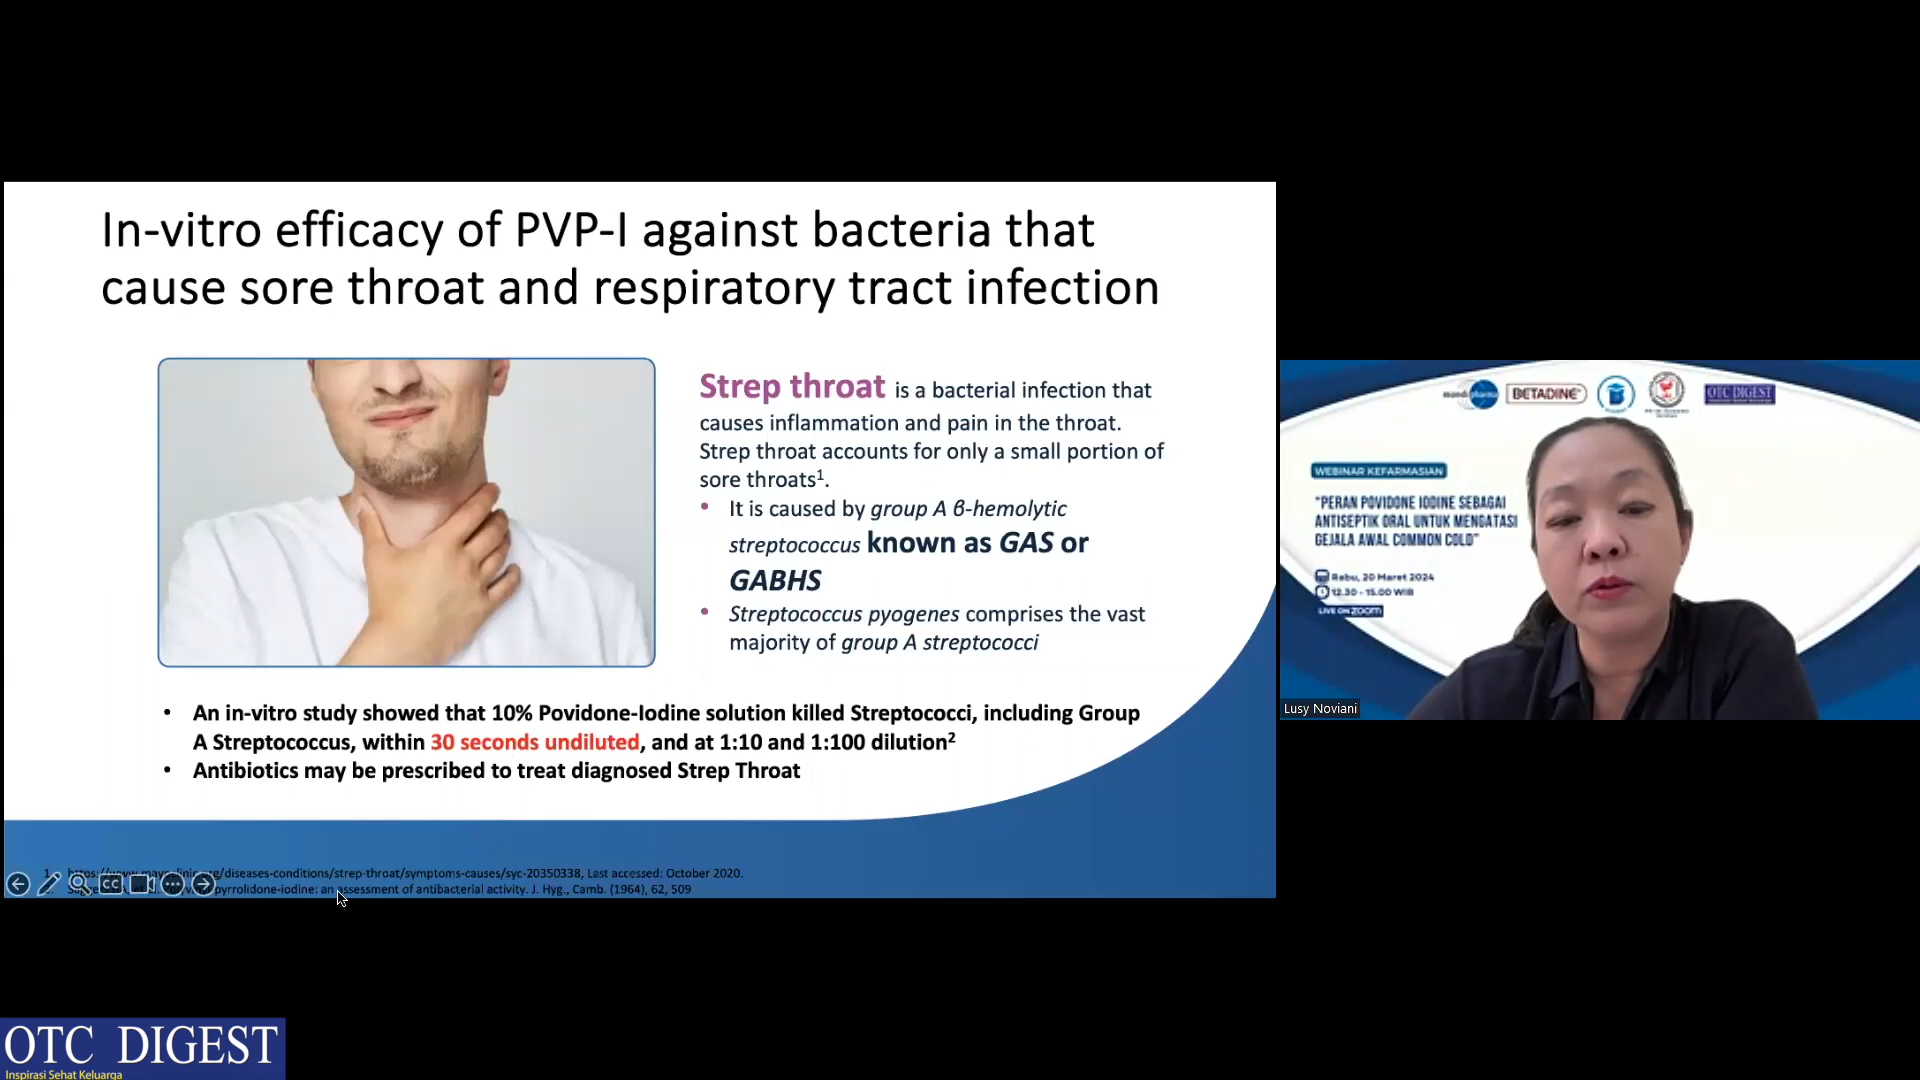 In-vitro efficacy of PVP-I against bacteria that
cause sore throat and respiratory tract infection
Strep throat is a bacterial infection that
causes inflammation and pain in the throat.
Strep throat accounts for only a small portion of
sore throats1.
• It is caused by group A β-hemolytic
streptococcus known as GAS or
GABHS
• Streptococcus pyogenes comprises the vast
majority of group A streptococci
• An in-vitro study showed that 10% Povidone-Iodine solution killed Streptococci, including Group
A Streptococcus, within 30 seconds undiluted, and at 1:10 and 1:100 dilution2
• Antibiotics may be prescribed to treat diagnosed Strep Throat
1. https://www.mayoclinic.org/diseases-conditions/strep-throat/symptoms-causes/syc-20350338, Last accessed: October 2020.
pyrrolidone-iodine: an assessment of antibacterial activity. J. Hyg., Camb. (1964), 62, 509
CC
mundipharma
BETADINE
OTC DIGEST
WEBINAR KEFARMASIAN
"PERAN POVIDONE IODINE SEBAGAI
ANTISEPTIK ORAL UNTUK MENGATASI
GEJALA AWAL COMMON COLD"
Rabu, 20 Maret 2024
12.30 - 15.00 WIB
LIVE ON ZOOM
Lusy Noviani
OTC DIGEST
Inspirasi Sehat Keluarga